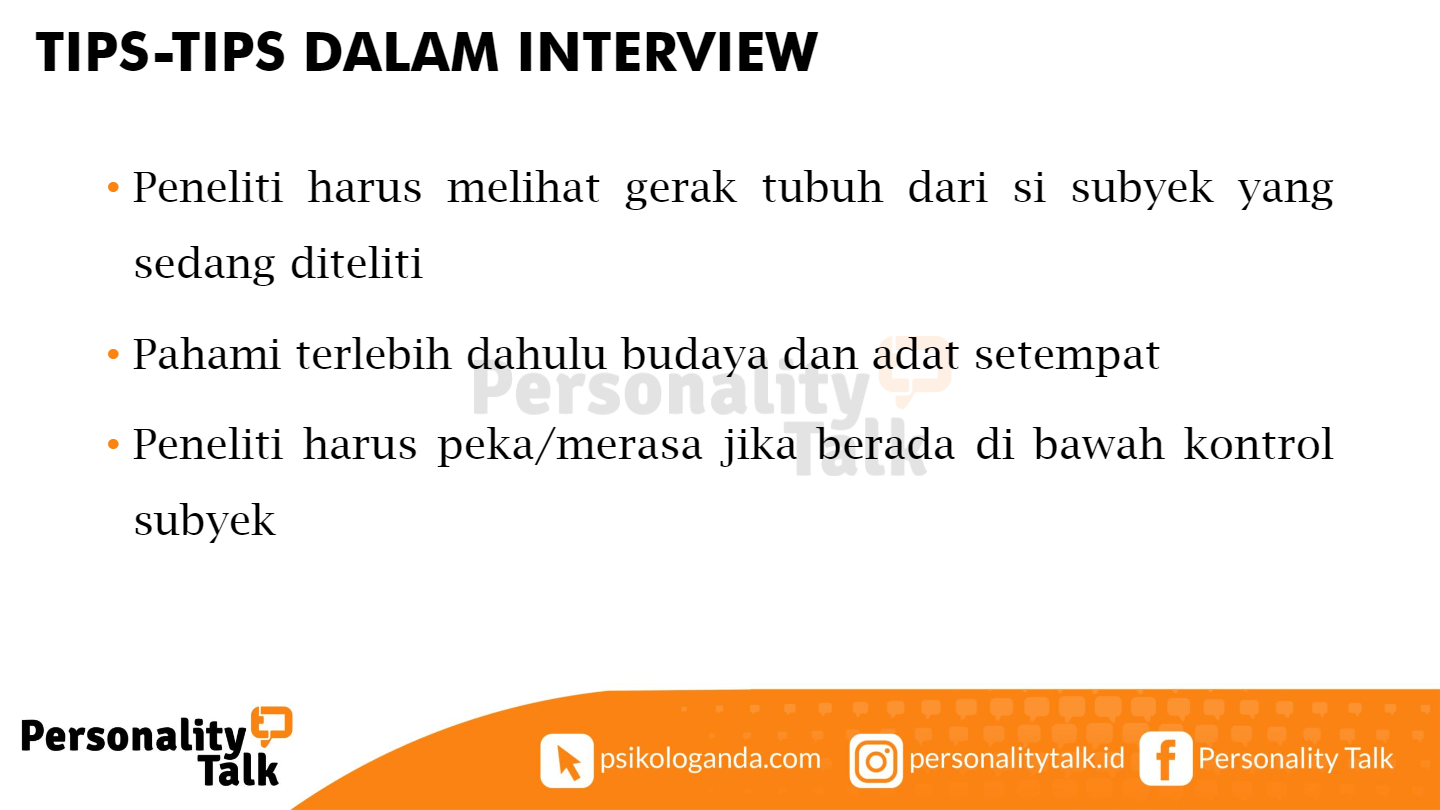 TIPS-TIPS DALAM INTERVIEW
• Peneliti harus melihat gerak tubuh dari si subyek yang
sedang diteliti
• Pahami terlebih dahulu budaya dan adat setempat
• Peneliti harus peka/merasa jika berada di bawah kontrol
subyek
Personality
Talk
Personality
Talk
psikologanda.com
personalitytalk.id
Personality Talk